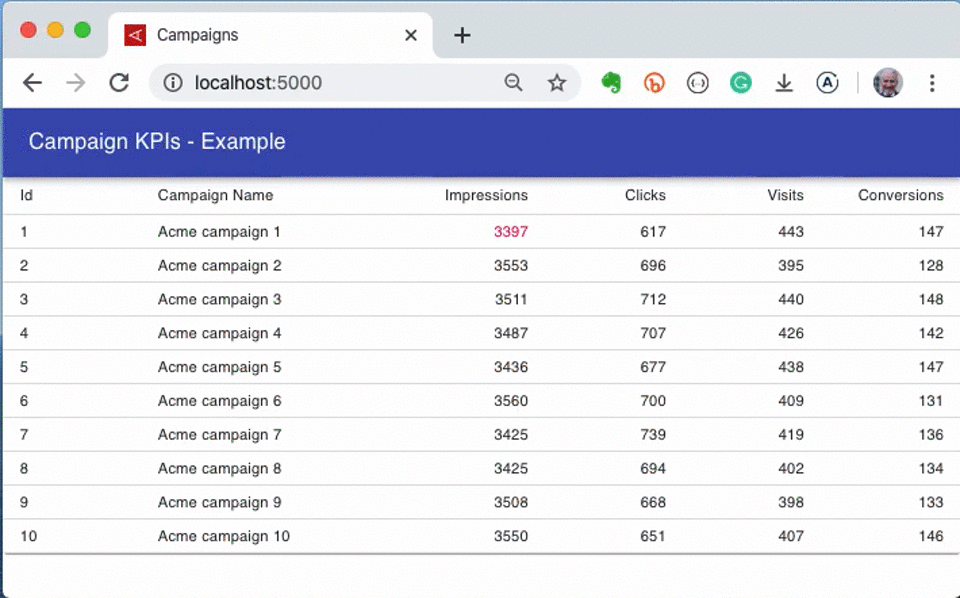 Campaigns
localhost:5000
Campaign KPIs - Example
Id Campaign Name Impressions Clicks Visits Conversions
1 Acme campaign 1 3397 617 443 147
2 Acme campaign 2 3553 696 395 128
3 Acme campaign 3 3511 712 440 148
4 Acme campaign 4 3487 707 426 142
5 Acme campaign 5 3436 677 438 147
6 Acme campaign 6 3560 700 409 131
7 Acme campaign 7 3425 739 419 136
8 Acme campaign 8 3425 694 402 134
9 Acme campaign 9 3508 668 398 133
10 Acme campaign 10 3550 651 407 146